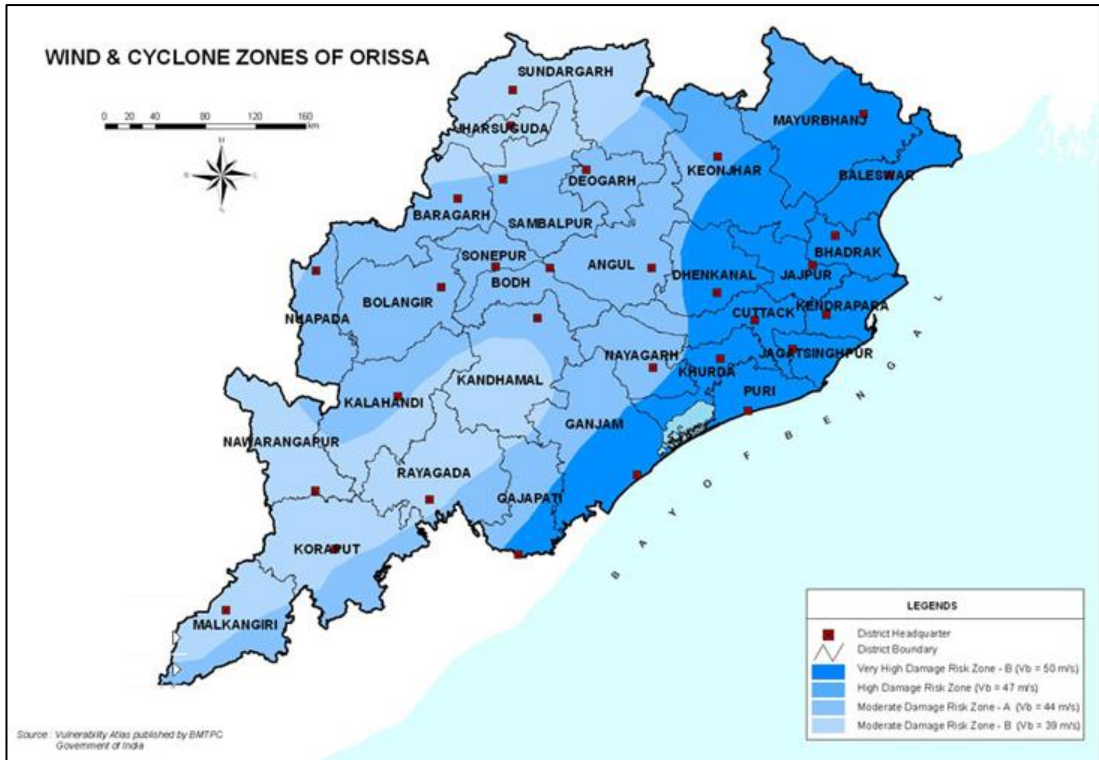 WIND & CYCLONE ZONES OF ORISSA
0 20 40 80 120 160
km
SUNDARGARH
JHARSUGUDA
MAYURBHANJ
KEONJHAR
DEOGARH
BALESWAR
BARAGARH
SAMBALPUR
BHADRAK
SONEPUR
ANGUL
DHENKANAL
JAJPUR
BODH
BOLANGIR
NUAPADA
CUTTACK
KENDRAPARA
NAYAGARH
JAGATSINGHPUR
KHURDA
KANDHAMAL
PURI
KALAHANDI
GANJAM
NAWARANGAPUR
RAYAGADA
GAJAPATI
KORAPUT
MALKANGIRI
BAY OF BENGAL
LEGENDS
District Headquarter
District Boundary
Very High Damage Risk Zone - B (Vb = 50 m/s)
High Damage Risk Zone (Vb = 47 m/s)
Moderate Damage Risk Zone - A (Vb = 44 m/s)
Moderate Damage Risk Zone - B (Vb = 39 m/s)
Source : Vulnerability Atlas published by BMTPC
Government of India